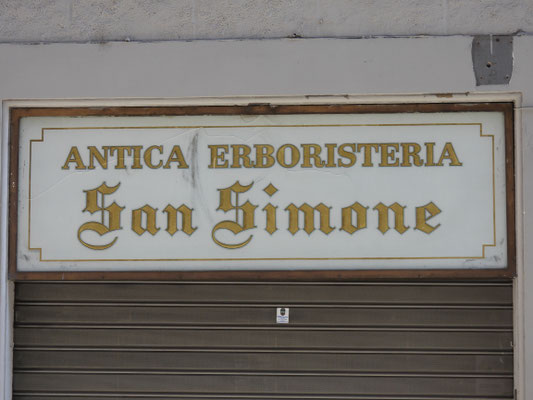 ANTICA ERBORISTERIA
San Simone